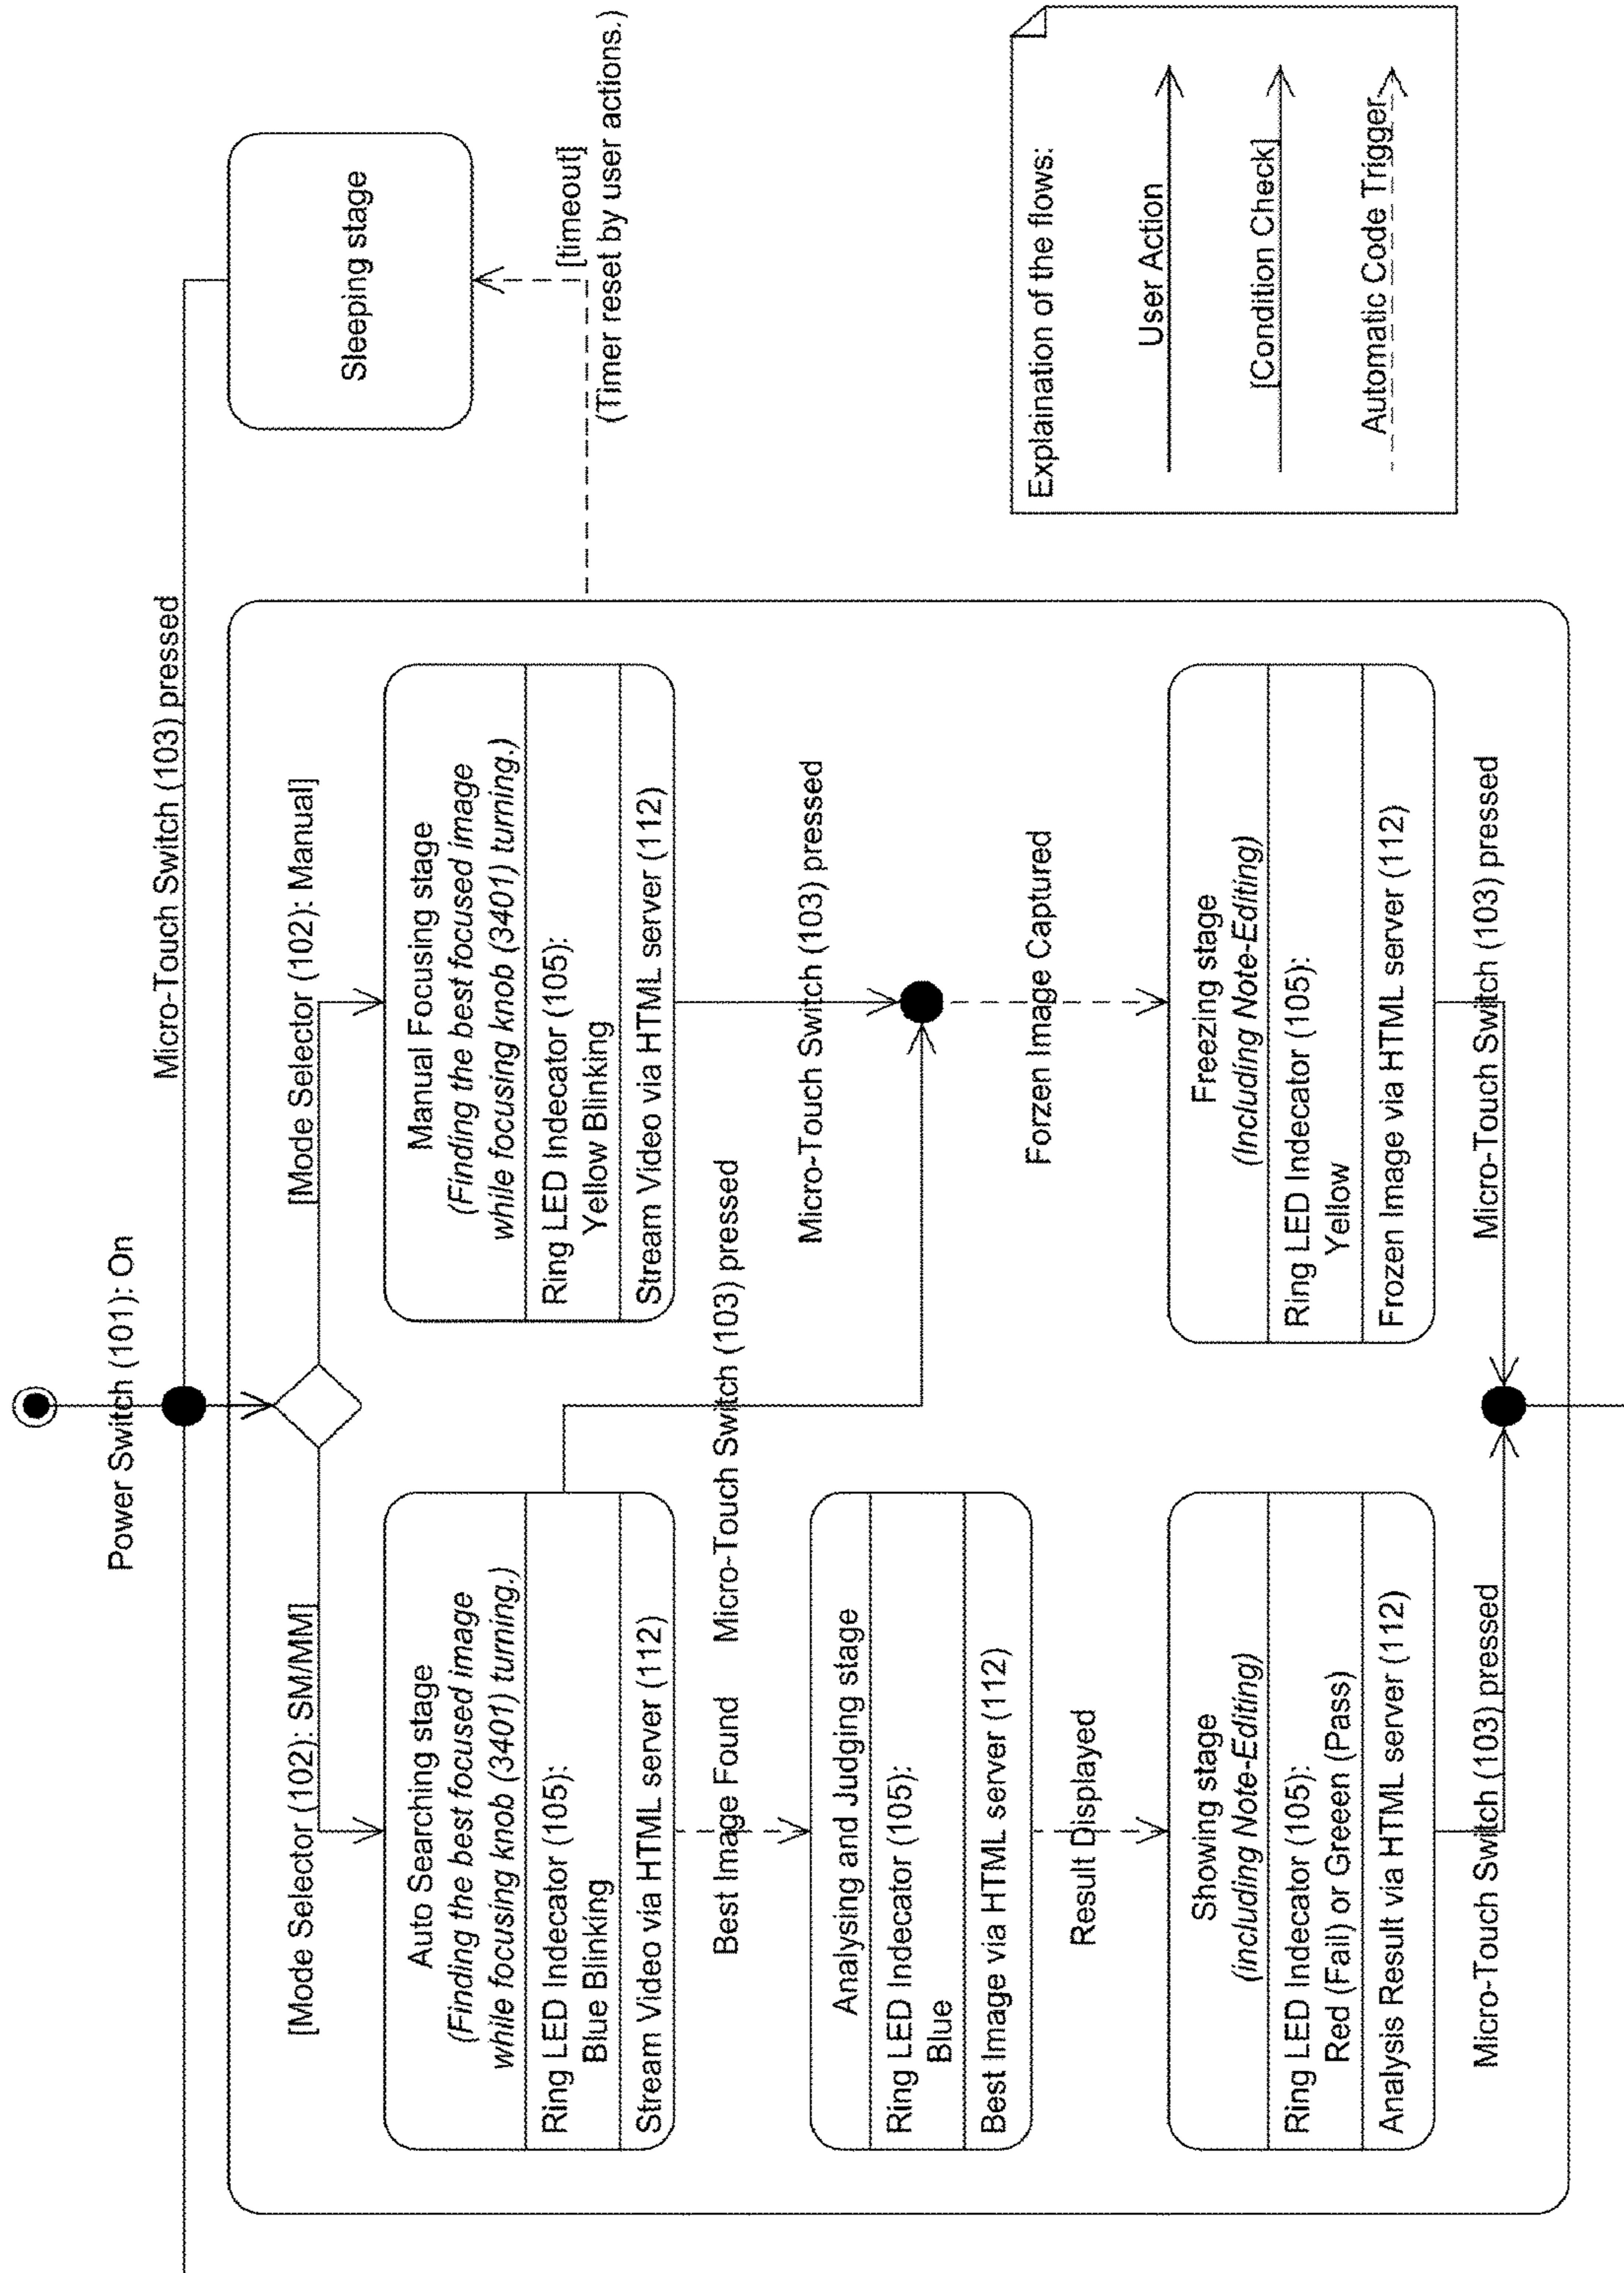 Power Switch (101): On
Micro-Touch Switch (103) pressed
Sleeping stage
[timeout]
(Timer reset by user actions.)
[Mode Selector (102): SM/MM]
[Mode Selector (102): Manual]
Auto Searching stage
(Finding the best focused image
while focusing knob (3401) turning.)
Ring LED Indecator (105):
Blue Blinking
Stream Video via HTML server (112)
Manual Focusing stage
(Finding the best focused image
while focusing knob (3401) turning.)
Ring LED Indecator (105):
Yellow Blinking
Stream Video via HTML server (112)
Best Image Found
Micro-Touch Switch (103) pressed
Micro-Touch Switch (103) pressed
Analysing and Judging stage
Ring LED Indecator (105):
Blue
Best Image via HTML server (112)
Forzen Image Captured
Result Displayed
Showing stage
(including Note-Editing)
Ring LED Indecator (105):
Red (Fail) or Greeen (Pass)
Analysis Result via HTML server (112)
Freezing stage
(Including Note-Editing)
Ring LED Indecator (105):
Yellow
Frozen Image via HTML server (112)
Micro-Touch Switch (103) pressed
Micro-Touch Switch (103) pressed
Explaination of the flows:
User Action
[Condition Check]
Automatic Code Trigger